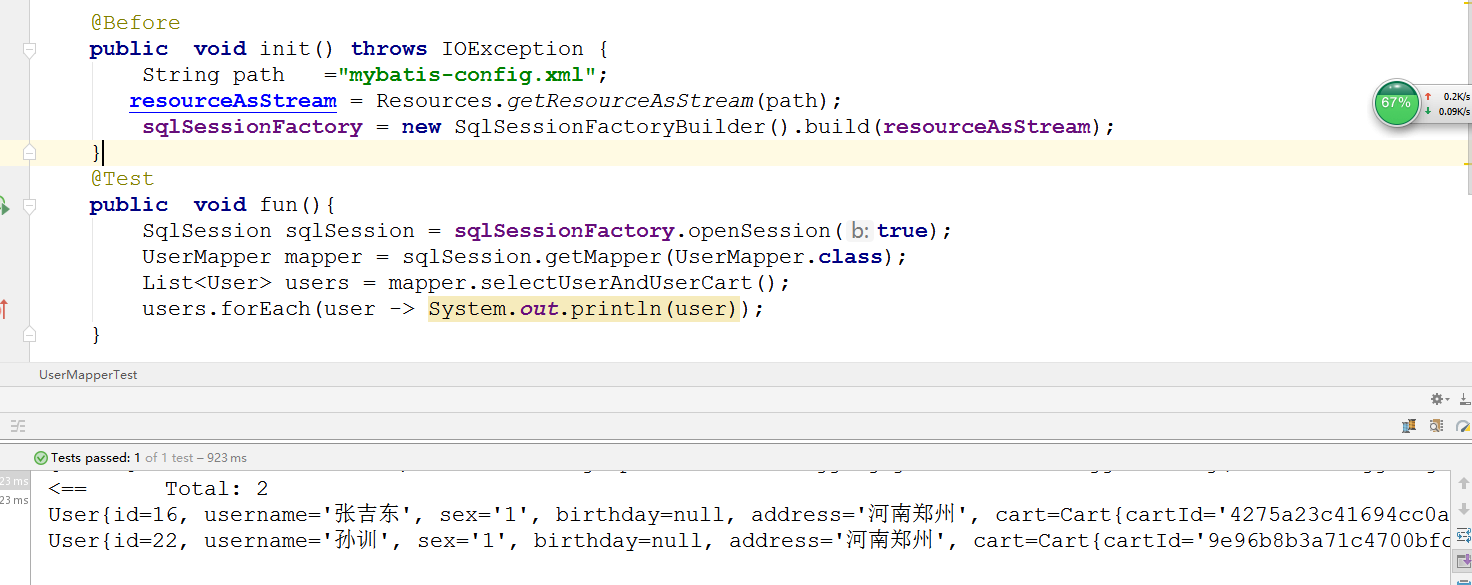 @Before
public  void init() throws IOException {
String path   ="mybatis-config.xml";
resourceAsStream = Resources.getResourceAsStream(path);
sqlSessionFactory = new SqlSessionFactoryBuilder().build(resourceAsStream);
}
67%
0.2K/s
0.09K/s
@Test
public  void fun(){
SqlSession sqlSession = sqlSessionFactory.openSession( b: true);
UserMapper mapper = sqlSession.getMapper(UserMapper.class);
List<User> users = mapper.selectUserAndUserCart();
users.forEach(user -> System.out.println(user));
}
UserMapperTest
Tests passed: 1 of 1 test – 923 ms
23 ms
23 ms
<==      Total: 2
User{id=16, username='张吉东', sex='1', birthday=null, address='河南郑州', cart=Cart{cartId='4275a23c41694cc0a
User{id=22, username='孙训', sex='1', birthday=null, address='河南郑州', cart=Cart{cartId='9e96b8b3a71c4700bfc